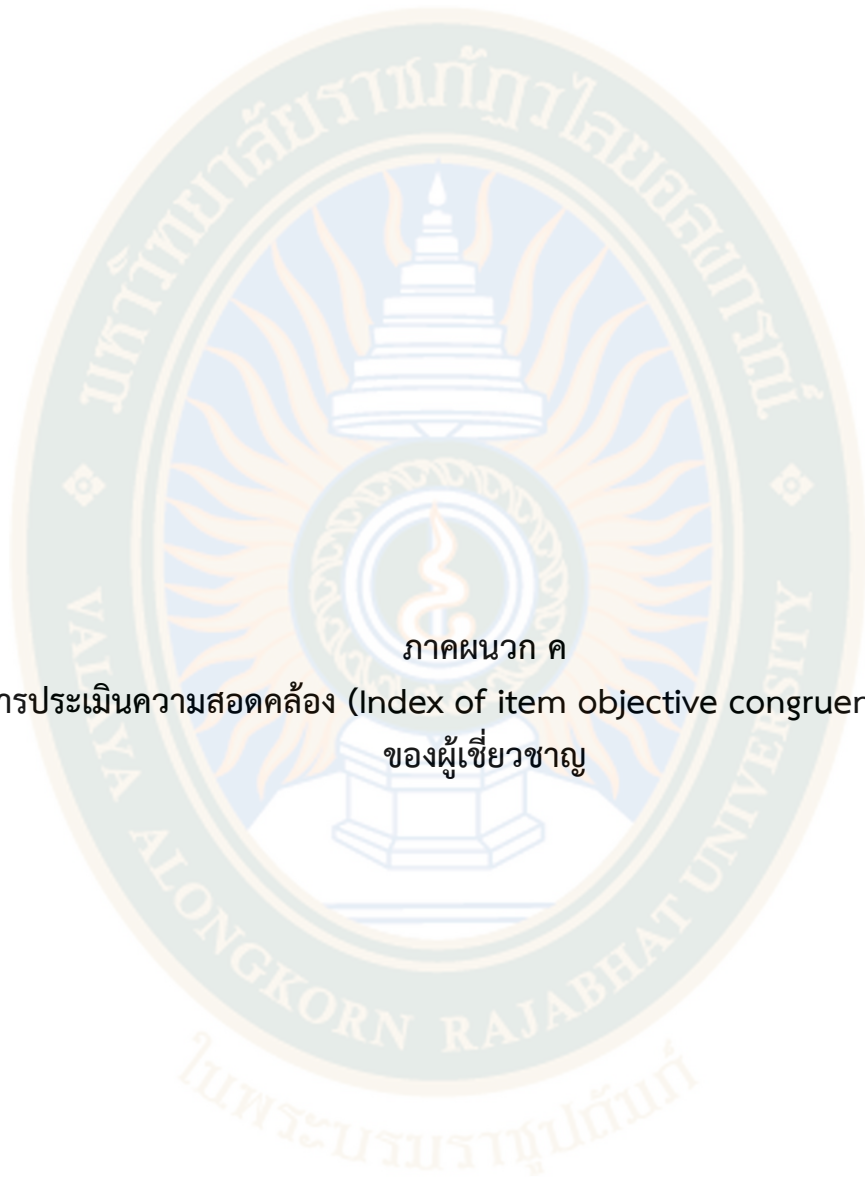 มหาวิทยาลัยราชภัฏวไลยอลงกรณ์
ภาคผนวก ค
ารประเมินความสอดคล้อง (Index of item objective congruen
ของผู้เชี่ยวชาญ
VALAYA ALONGKORN RAJABHAT UNIVERSITY
ในพระบรมราชูปถัมภ์